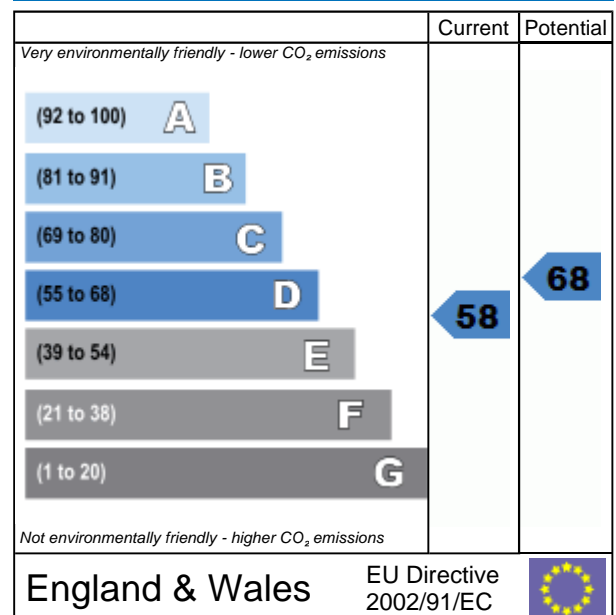 Current Potential
Very environmentally friendly - lower CO₂ emissions
(92 to 100) A
(81 to 91) B
(69 to 80) C
(55 to 68) D
(39 to 54) E
(21 to 38) F
(1 to 20) G
58
68
Not environmentally friendly - higher CO₂ emissions
England & Wales
EU Directive
2002/91/EC